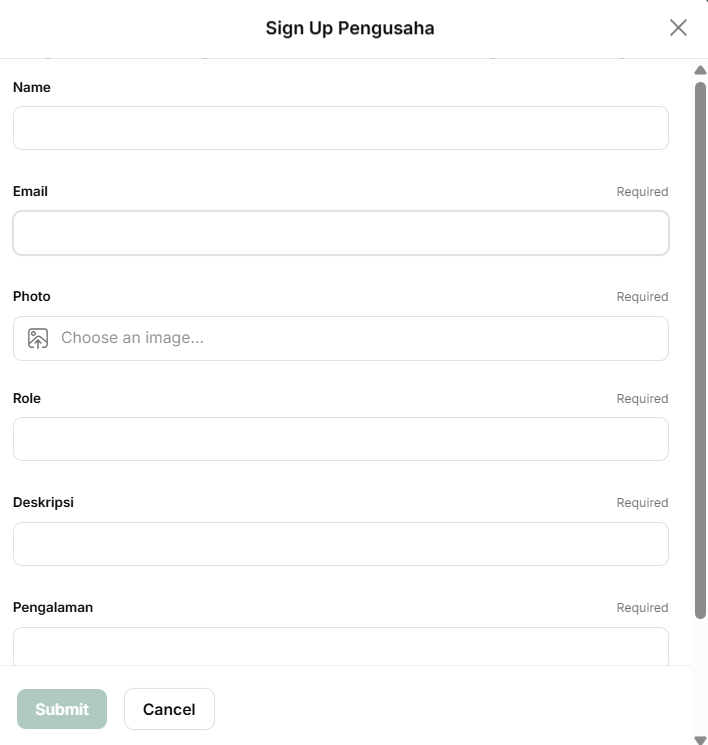 Sign Up Pengusaha
Name
Email Required
Photo Required
Choose an image...
Role Required
Deskripsi Required
Pengalaman Required
Submit Cancel